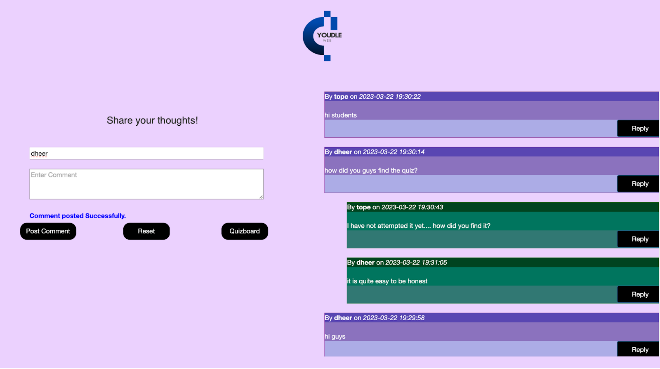 YOUDLE
Share your thoughts!
dheer
Enter Comment
Comment posted Successfully.
Post Comment
Reset
Quizboard
By tope on 2023-03-22 19:30:22
hi students
Reply
By dheer on 2023-03-22 19:30:14
how did you guys find the quiz?
Reply
By tope on 2023-03-22 19:30:43
I have not attempted it yet.... how did you find it?
Reply
By dheer on 2023-03-22 19:31:05
it is quite easy to be honest
Reply
By dheer on 2023-03-22 19:29:58
hi guys
Reply